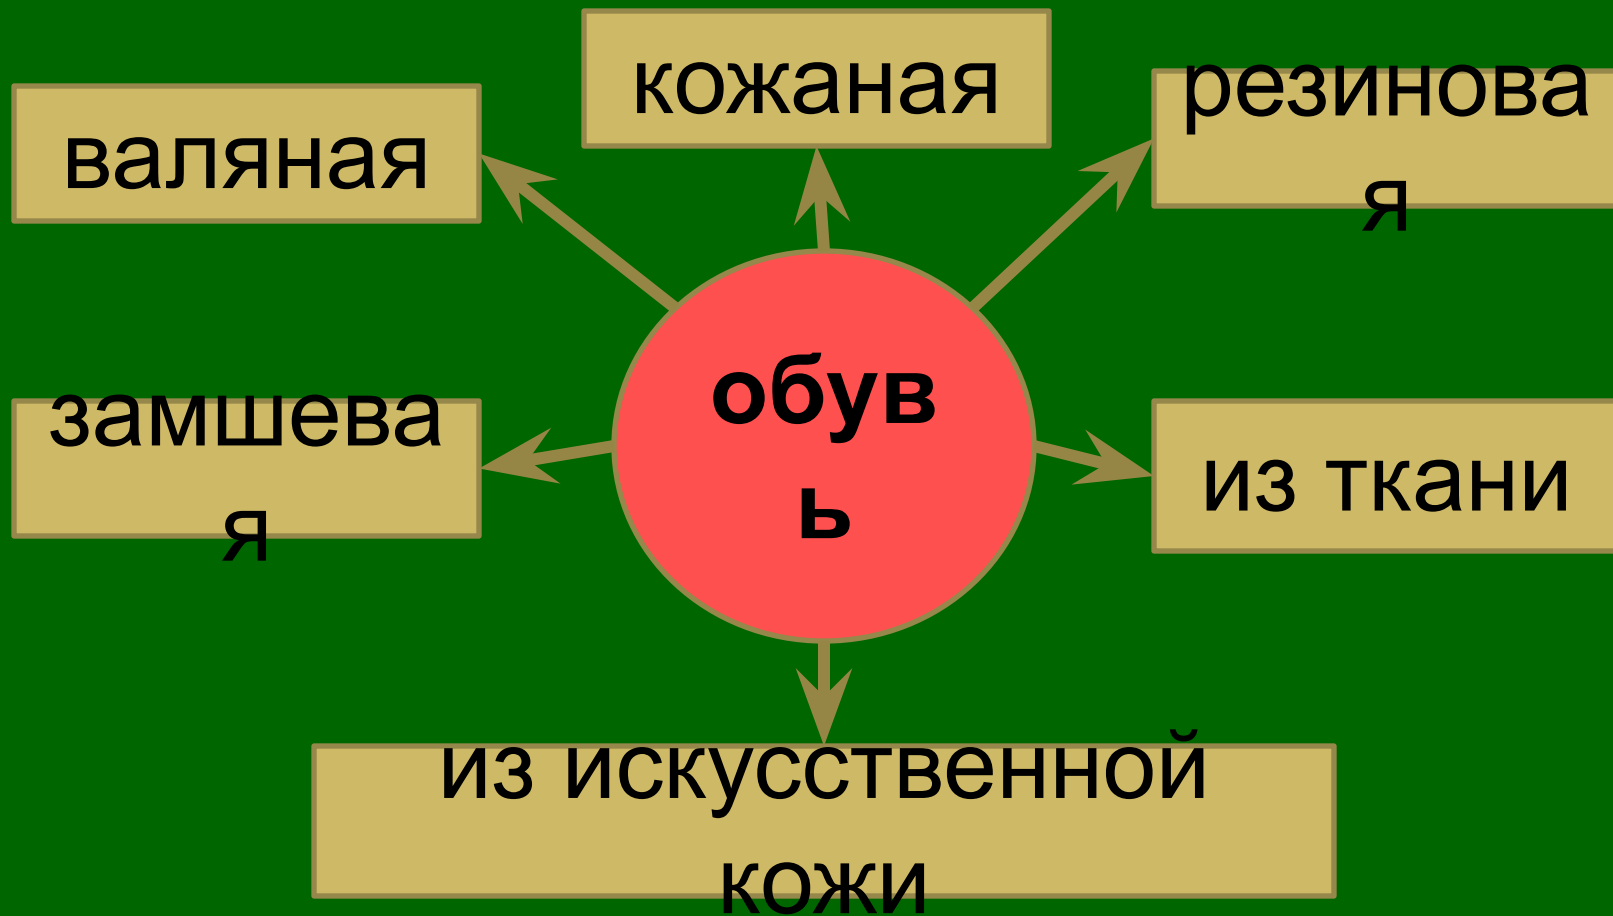 кожаная
валяная
резинова
я
обув
ь
замшева
я
из ткани
из искусственной
кожи